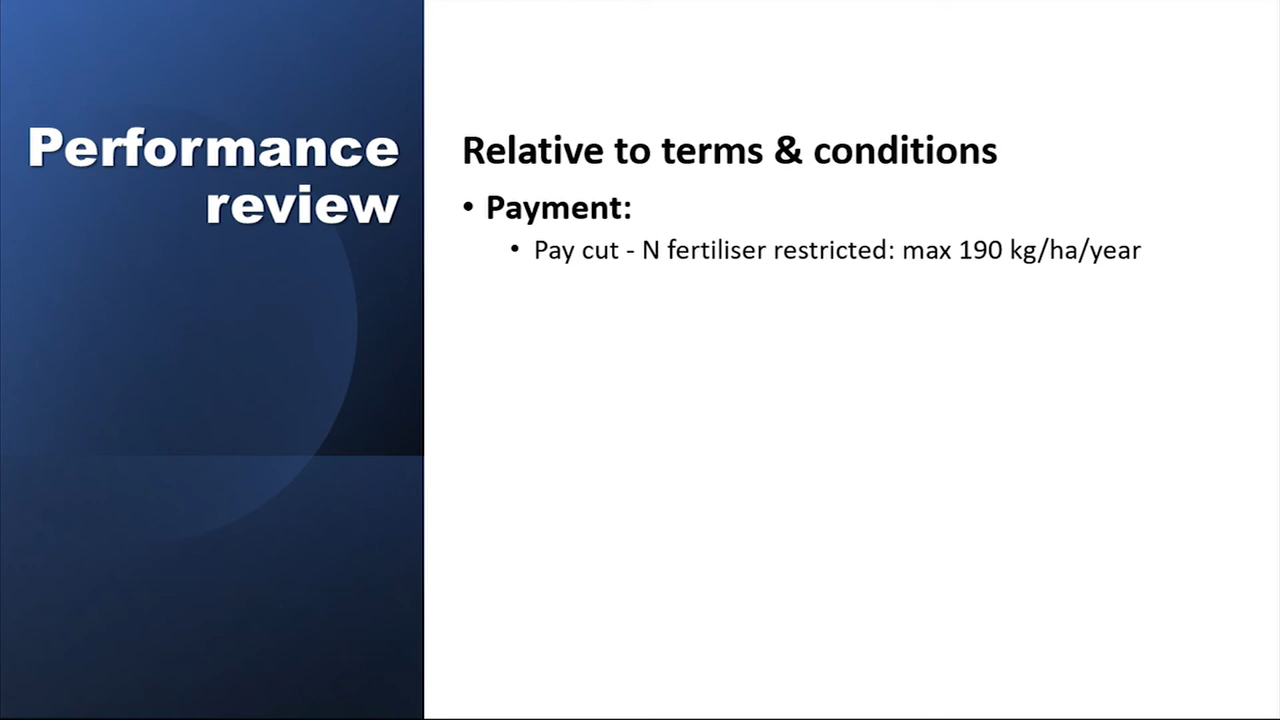 Performance
review
Relative to terms & conditions
• Payment:
• Pay cut - N fertiliser restricted: max 190 kg/ha/year